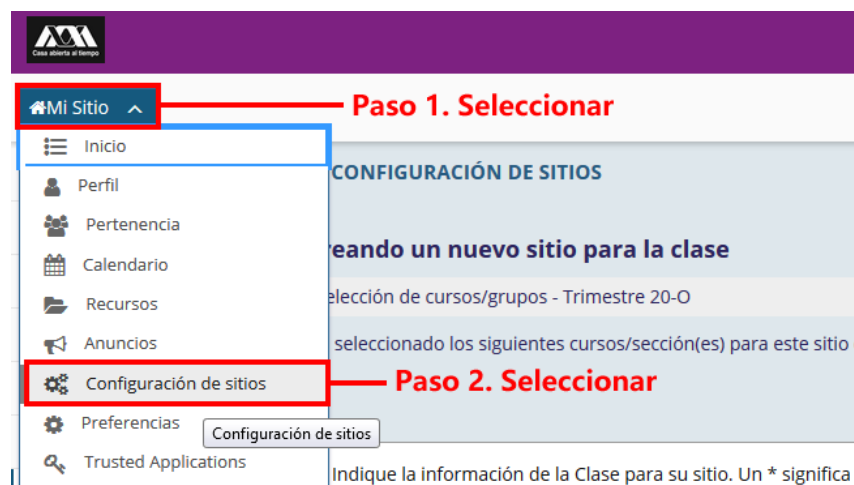 Casa abierta al tiempo
Mi Sitio
Paso 1. Seleccionar
Inicio
CONFIGURACIÓN DE SITIOS
Perfil
Pertenencia
eando un nuevo sitio para la clase
Calendario
elección de cursos/grupos - Trimestre 20-O
Recursos
Anuncios
seleccionado los siguientes cursos/sección(es) para este sitio
Configuración de sitios
Paso 2. Seleccionar
Preferencias
Configuración de sitios
Trusted Applications
Indique la información de la Clase para su sitio. Un * significa